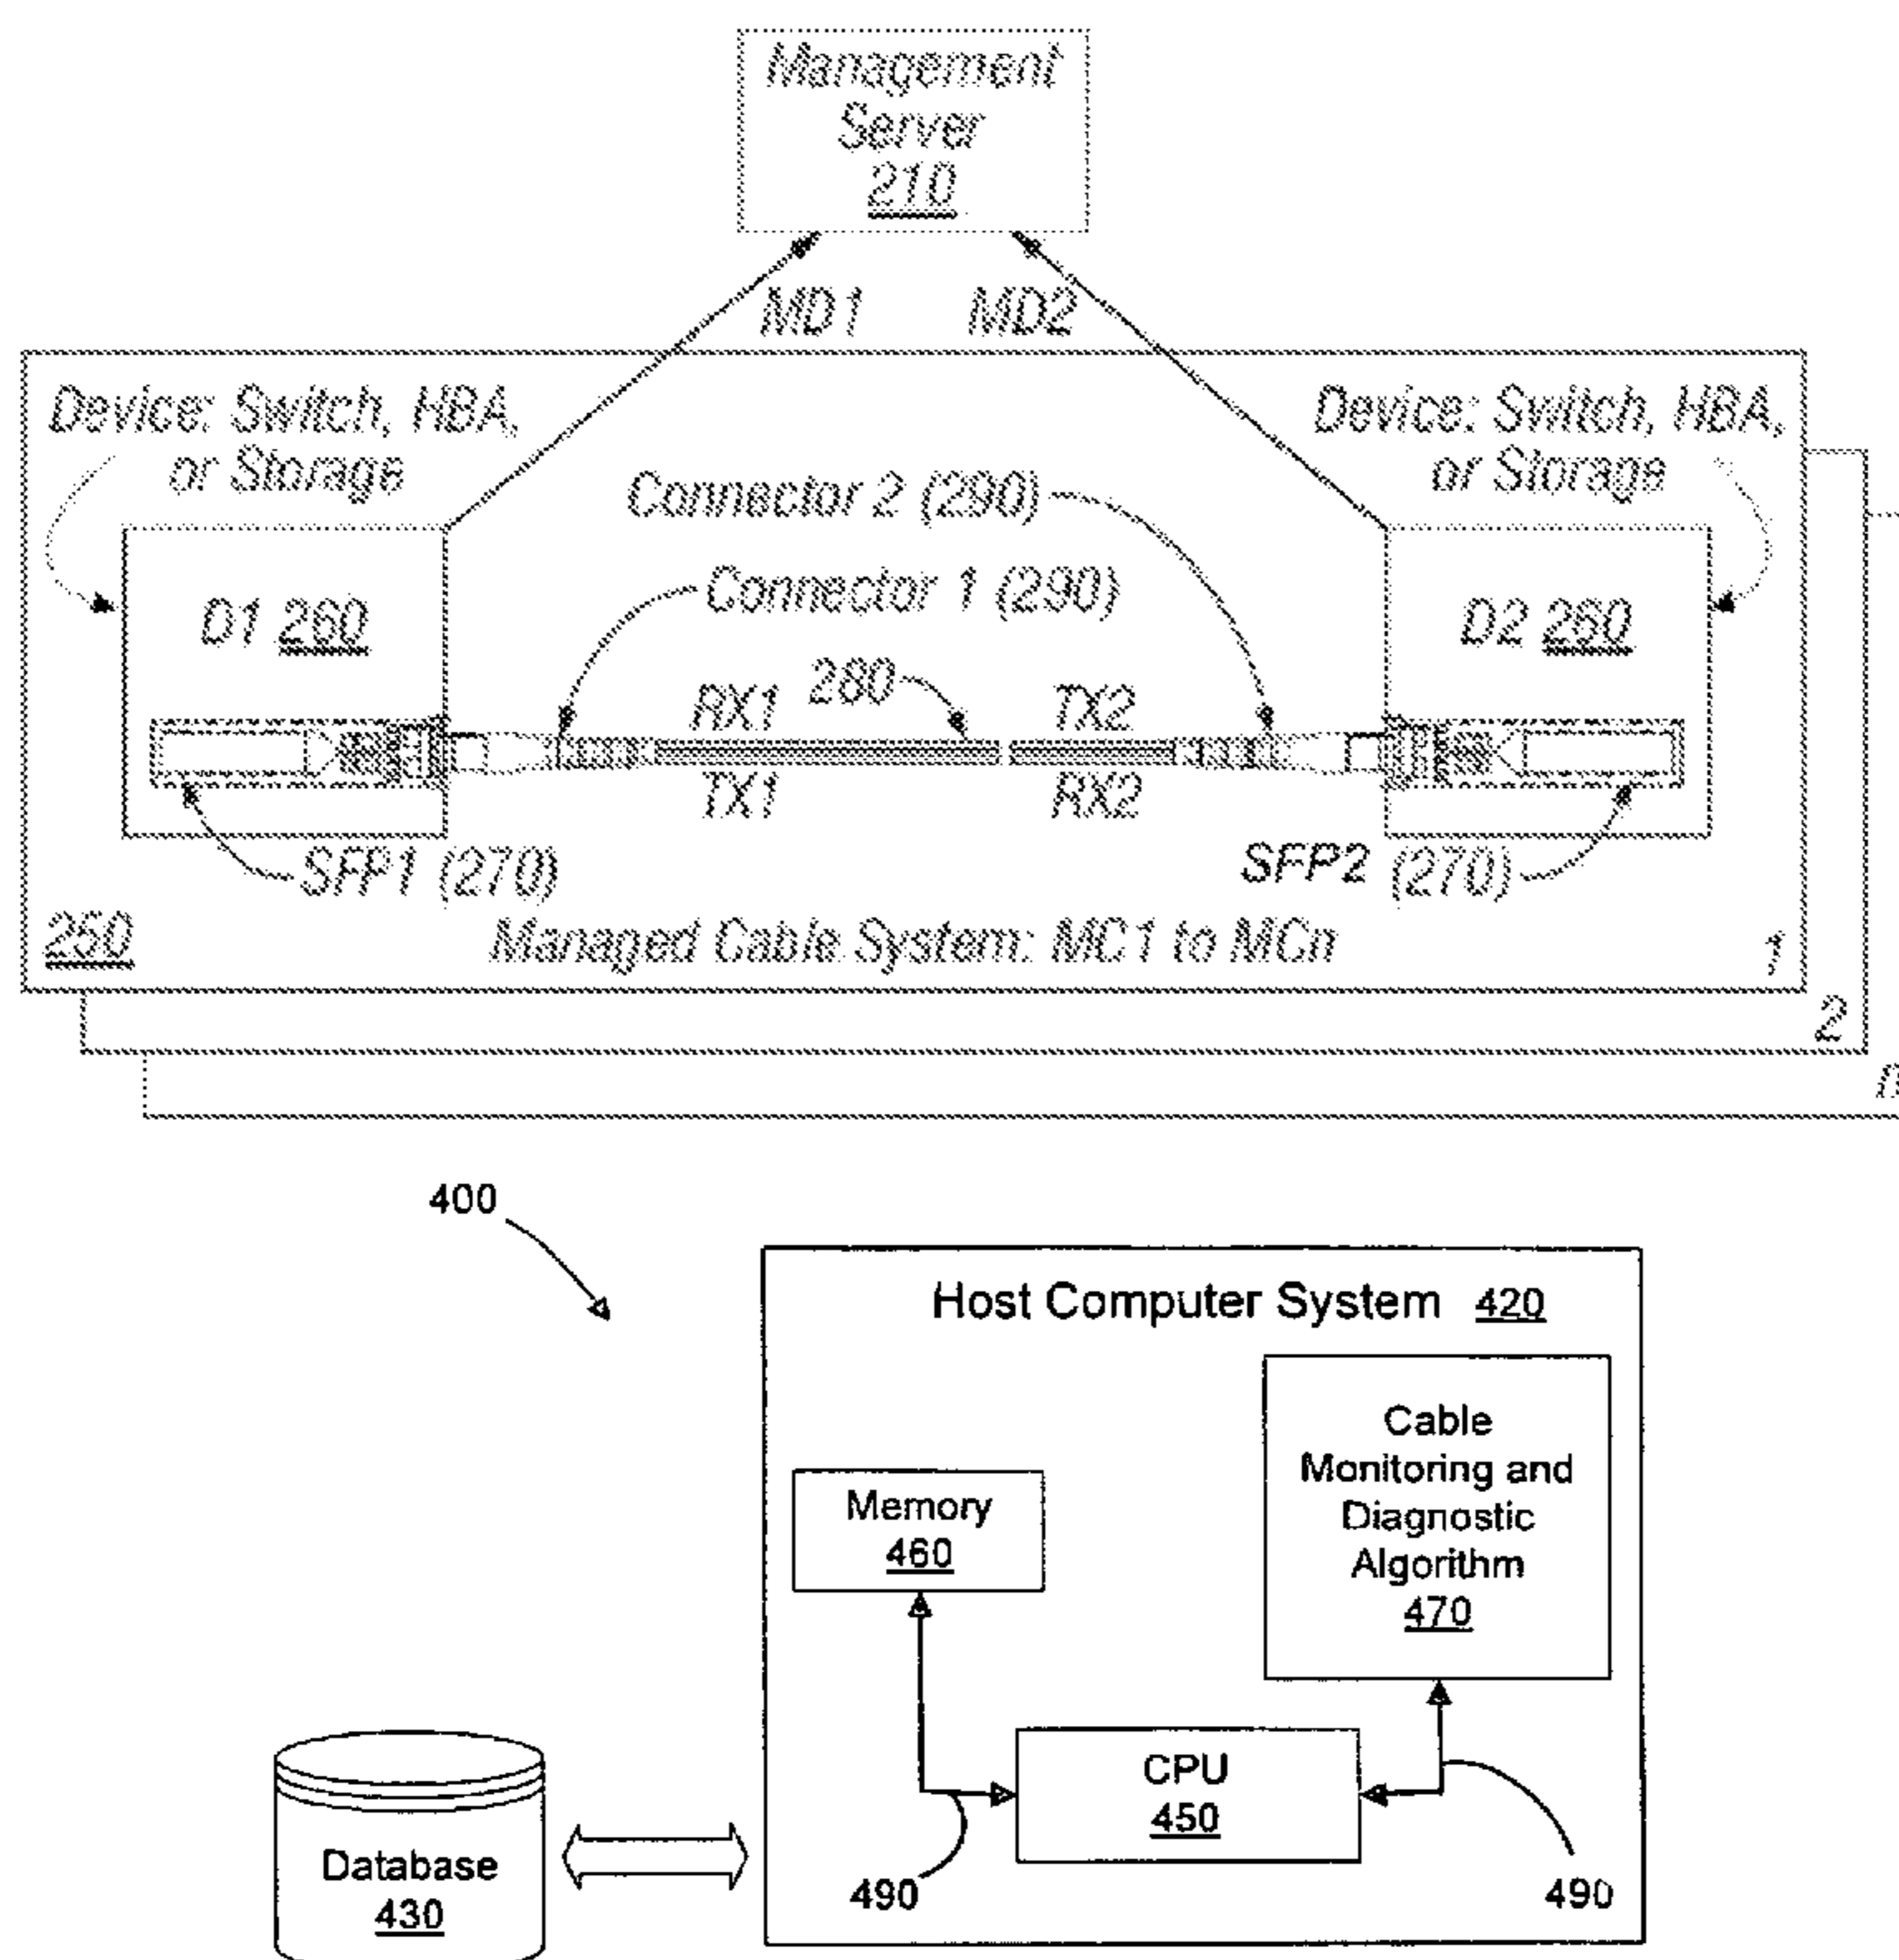 Management
Server
210
MD1 MD2
Device: Switch, HBA,
or Storage
Device: Switch, HBA,
or Storage
Connector 2 (290)
Connector 1 (290)
D1 260
D2 260
RX1 280 TX2
TX1 RX2
SFP1 (270)
SFP2 (270)
250
Managed Cable System: MC1 to MCn
1
2
n
400
Host Computer System 420
Cable
Monitoring and
Diagnostic
Algorithm
470
Memory
460
CPU
450
Database
430
490
490